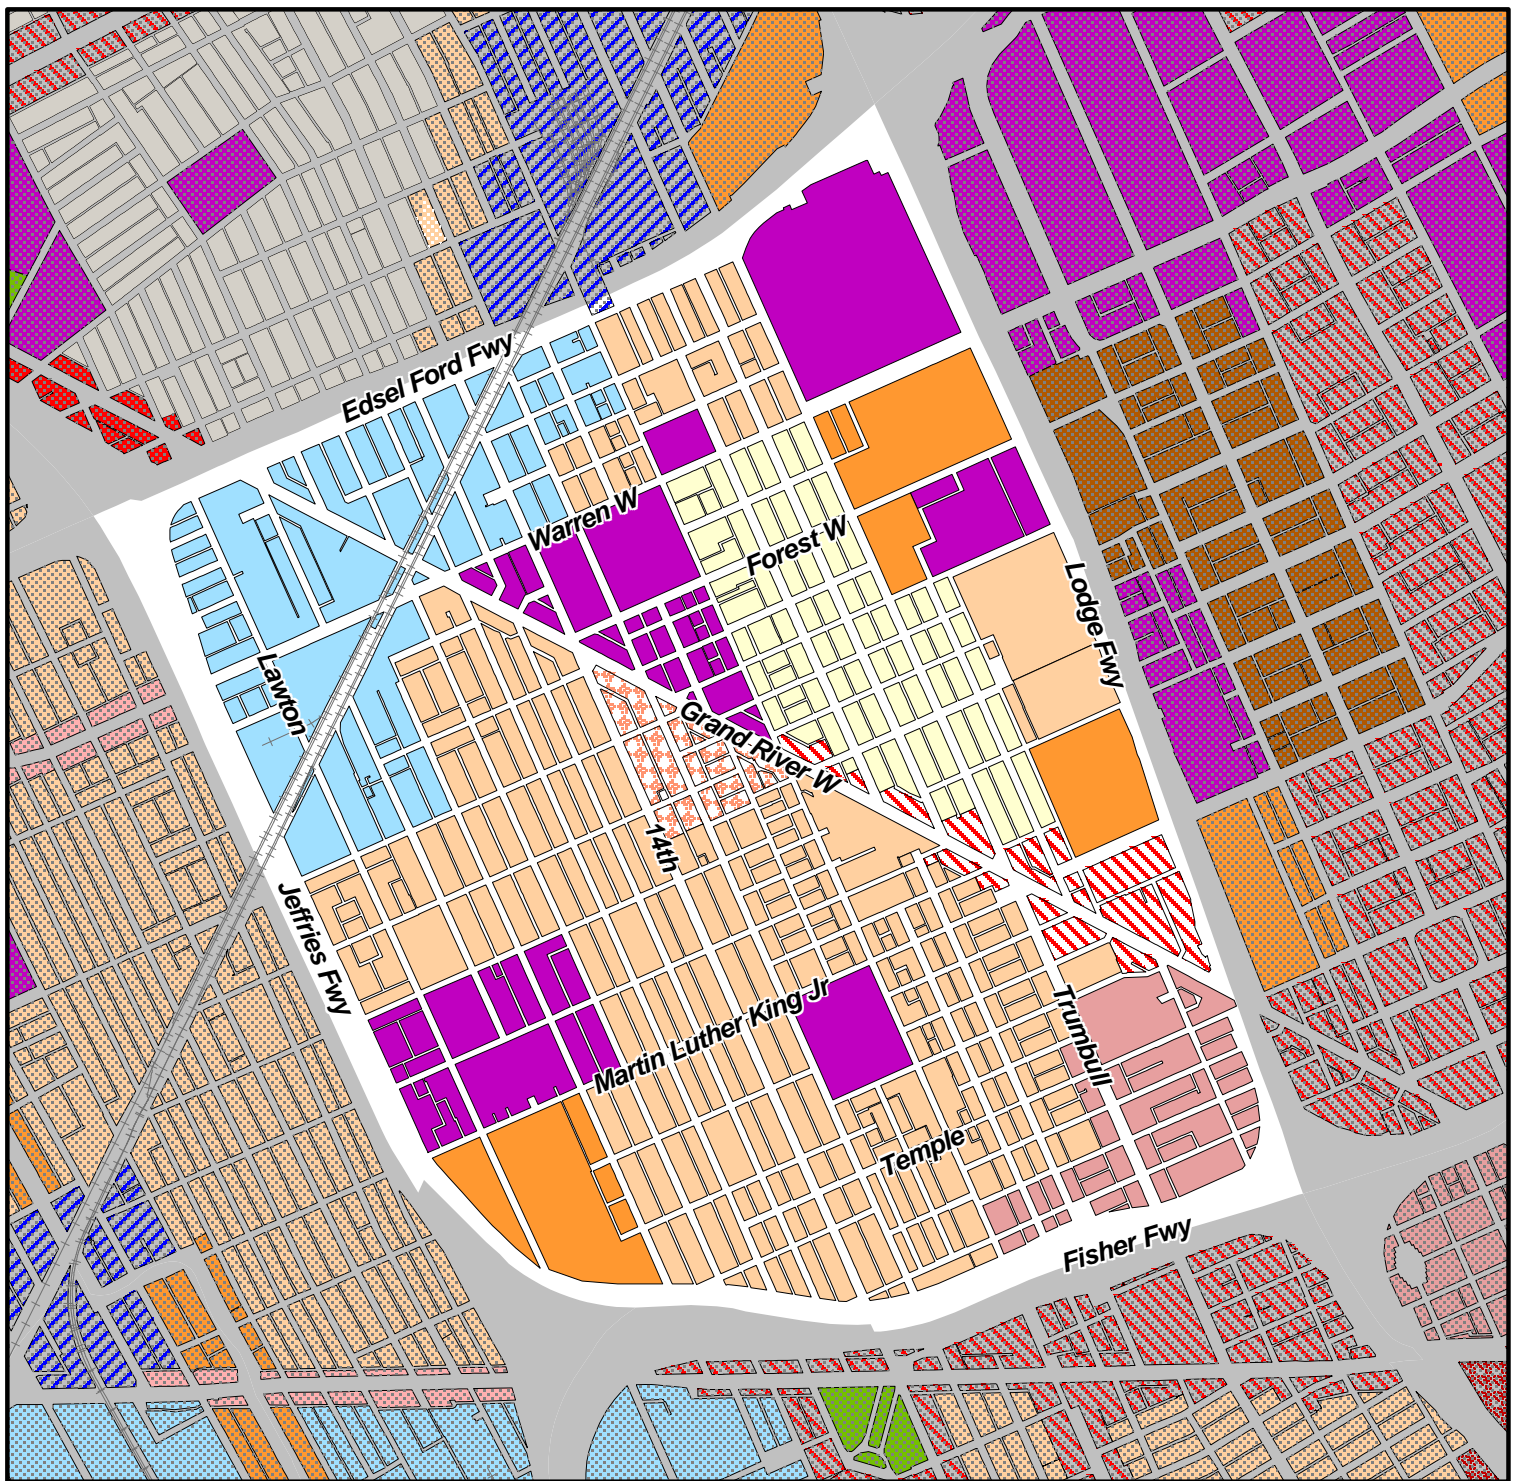 Edsel Ford Fwy
Warren W
Forest W
Lodge Fwy
Lawton
Grand River W
14th
Jeffries Fwy
Martin Luther King Jr
Trumbull
Temple
Fisher Fwy